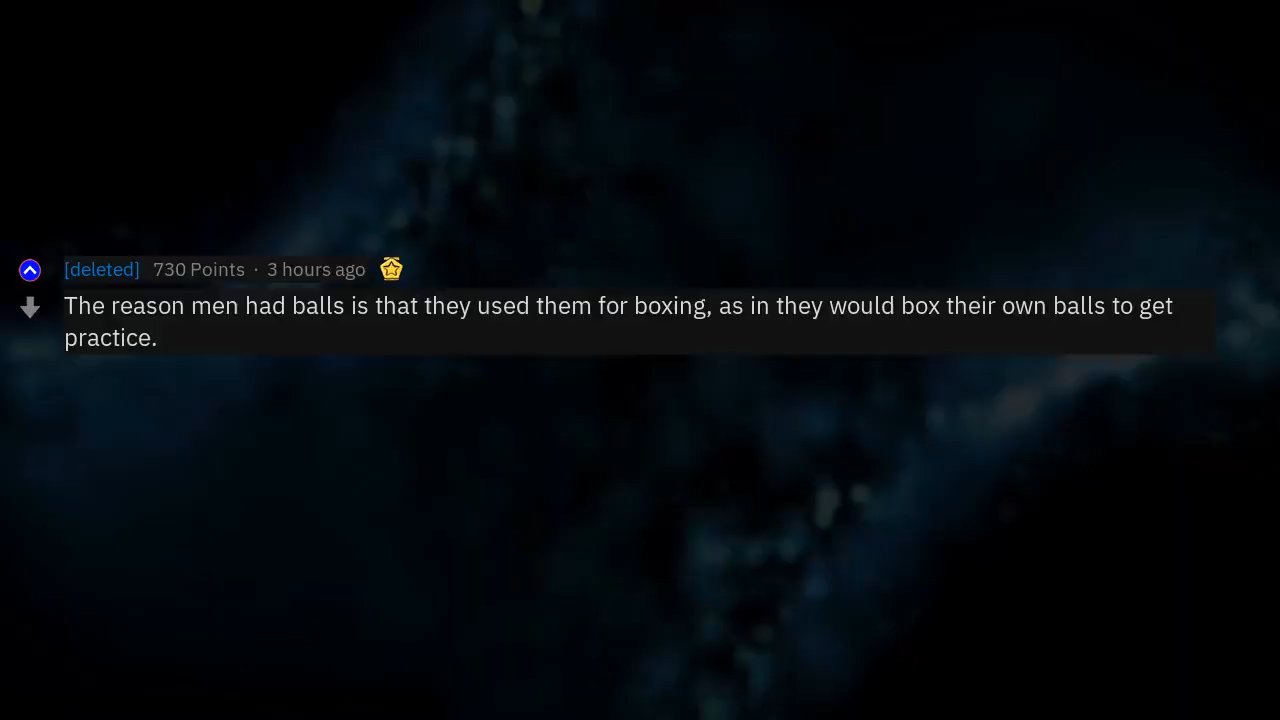 [deleted] 730 Points · 3 hours ago
The reason men had balls is that they used them for boxing, as in they would box their own balls to get
practice.